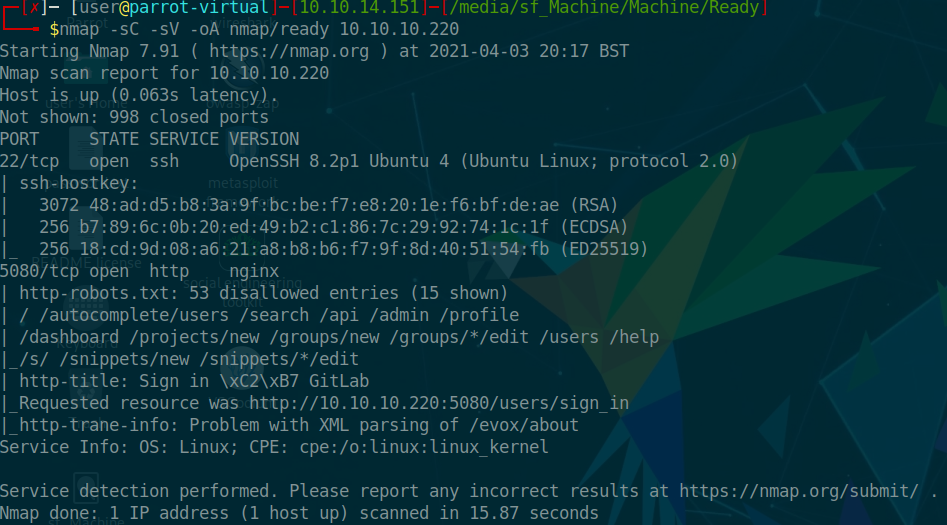 [✗]─[user@parrot-virtual]─[10.10.14.151]─[/media/sf_Machine/Machine/Ready]
$nmap -sC -sV -oA nmap/ready 10.10.10.220
Starting Nmap 7.91 ( https://nmap.org ) at 2021-04-03 20:17 BST
Nmap scan report for 10.10.10.220
Host is up (0.063s latency).
Not shown: 998 closed ports
PORT     STATE SERVICE VERSION
22/tcp   open  ssh     OpenSSH 8.2p1 Ubuntu 4 (Ubuntu Linux; protocol 2.0)
| ssh-hostkey:
|   3072 48:ad:d5:b8:3a:9f:bc:be:f7:e8:20:1e:f6:bf:de:ae (RSA)
|   256 b7:89:6c:0b:20:ed:49:b2:c1:86:7c:29:92:74:1c:1f (ECDSA)
|_  256 18:cd:9d:08:a6:21:a8:b8:b6:f7:9f:8d:40:51:54:fb (ED25519)
5080/tcp open  http    nginx
| http-robots.txt: 53 disallowed entries (15 shown)
| / /autocomplete/users /search /api /admin /profile
| /dashboard /projects/new /groups/new /groups/*/edit /users /help
|_/s/ /snippets/new /snippets/*/edit
| http-title: Sign in \xC2\xB7 GitLab
|_Requested resource was http://10.10.10.220:5080/users/sign_in
|_http-trane-info: Problem with XML parsing of /evox/about
Service Info: OS: Linux; CPE: cpe:/o:linux:linux_kernel
Service detection performed. Please report any incorrect results at https://nmap.org/submit/ .
Nmap done: 1 IP address (1 host up) scanned in 15.87 seconds